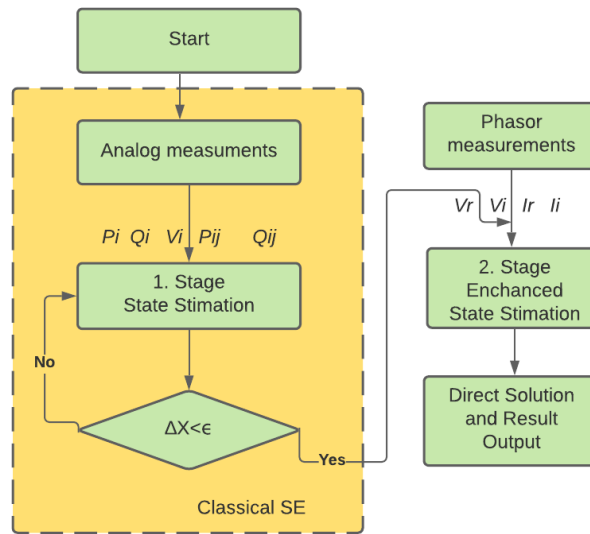 Start
Analog measuments
Pi Qi Vi Pij Qij
1. Stage
State Stimation
No
ΔX<ϵ
Yes
Classical SE
Phasor
measurements
Vr Vi Ir Ii
2. Stage
Enchanced
State Stimation
Direct Solution
and Result
Output